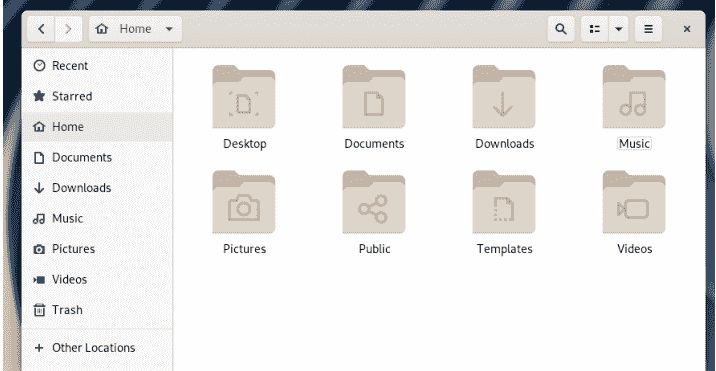 Home
Recent
Starred
Home
Documents
Downloads
Music
Pictures
Videos
Trash
Other Locations
Desktop Documents Downloads Music
Pictures Public Templates Videos